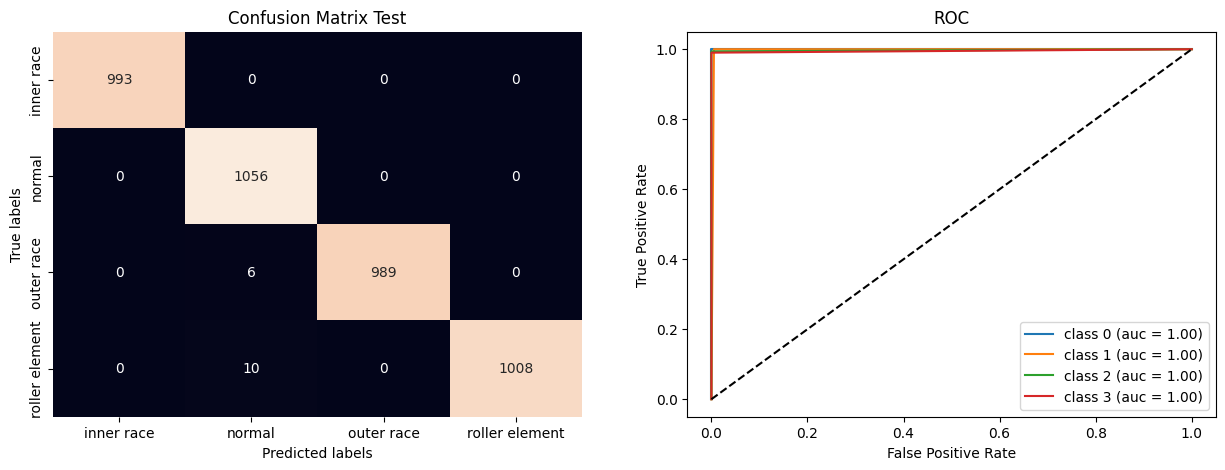 Confusion Matrix Test
True labels
inner race
993 0 0 0
normal
0 1056 0 0
outer race
0 6 989 0
roller element
0 10 0 1008
inner race normal outer race roller element
Predicted labels
ROC
True Positive Rate
1.0
0.8
0.6
0.4
0.2
0.0
class 0 (auc = 1.00)
class 1 (auc = 1.00)
class 2 (auc = 1.00)
class 3 (auc = 1.00)
0.0 0.2 0.4 0.6 0.8 1.0
False Positive Rate